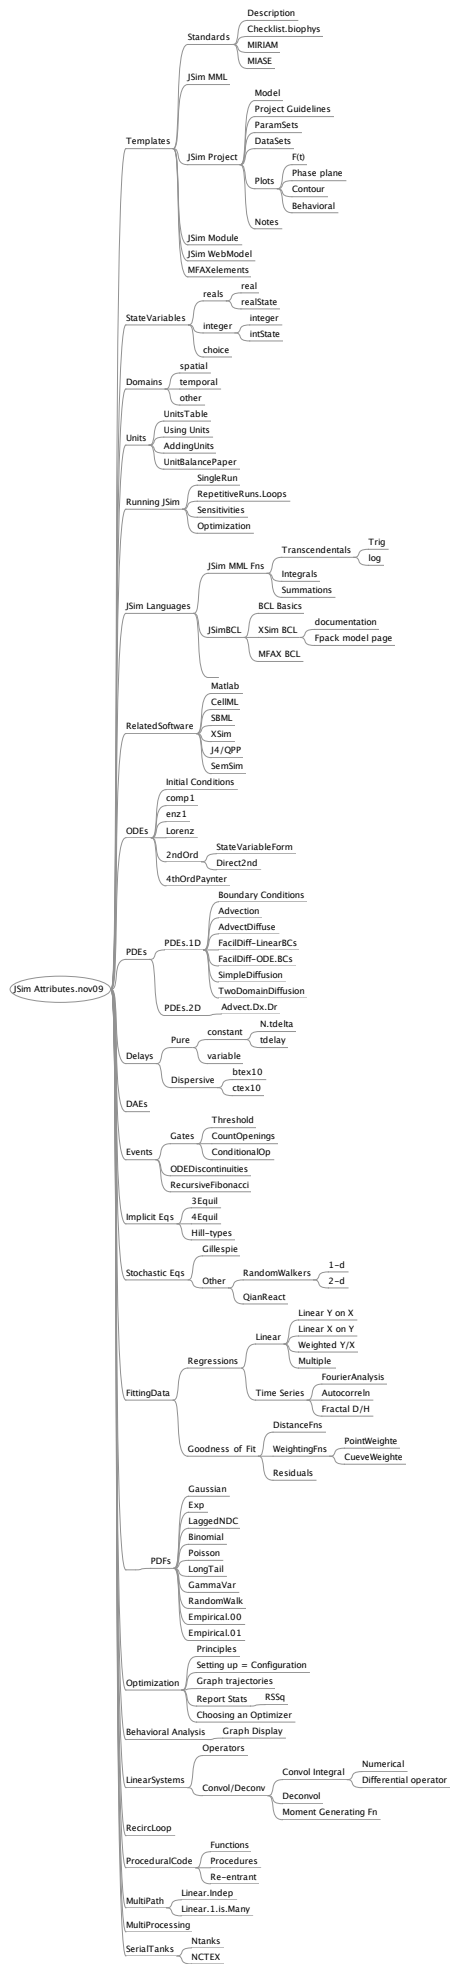 Description
Standards
Checklist.biophys
MIRIAM
MIASE
JSim MML
Model
Project Guidelines
ParamSets
Templates
DataSets
JSim Project
F(t)
Phase plane
Plots
Contour
Behavioral
Notes
JSim Module
JSim WebModel
MFAXelements
real
reals
realState
StateVariables
integer
integer
intState
choice
spatial
Domains
temporal
other
UnitsTable
Using Units
Units
AddingUnits
UnitBalancePaper
SingleRun
RepetitiveRuns.Loops
Running JSim
Sensitivities
Optimization
Trig
Transcendentals
log
JSim MML Fns
Integrals
Summations
JSim Languages
BCL Basics
documentation
JSimBCL
XSim BCL
Fpack model page
MFAX BCL
Matlab
CellML
SBML
RelatedSoftware
XSim
J4/QPP
SemSim
Initial Conditions
comp1
enz1
ODEs
Lorenz
StateVariableForm
2ndOrd
Direct2nd
4thOrdPaynter
Boundary Conditions
Advection
AdvectDiffuse
PDEs.1D
FacilDiff-LinearBCs
PDEs
FacilDiff-ODE.BCs
SimpleDiffusion
JSim Attributes.nov09
TwoDomainDiffusion
PDEs.2D
Advect.Dx.Dr
N.tdelta
constant
Pure
tdelay
Delays
variable
btex10
Dispersive
ctex10
DAEs
Threshold
Gates
CountOpenings
Events
ConditionalOp
ODEDiscontinuities
RecursiveFibonacci
3Equil
Implicit Eqs
4Equil
Hill-types
Gillespie
Stochastic Eqs
1-d
RandomWalkers
Other
2-d
QianReact
Linear Y on X
Linear X on Y
Linear
Weighted Y/X
Regressions
Multiple
FourierAnalysis
Time Series
Autocorreln
FittingData
Fractal D/H
DistanceFns
PointWeighte
Goodness of Fit
WeightingFns
CueveWeighte
Residuals
Gaussian
Exp
LaggedNDC
Binomial
PDFs
Poisson
LongTail
GammaVar
RandomWalk
Empirical.00
Empirical.01
Principles
Setting up = Configuration
Optimization
Graph trajectories
Report Stats
RSSq
Choosing an Optimizer
Behavioral Analysis
Graph Display
Operators
Numerical
LinearSystems
Convol Integral
Differential operator
Convol/Deconv
Deconvol
Moment Generating Fn
RecircLoop
Functions
ProceduralCode
Procedures
Re-entrant
Linear.Indep
MultiPath
Linear.1.is.Many
MultiProcessing
Ntanks
SerialTanks
NCTEX